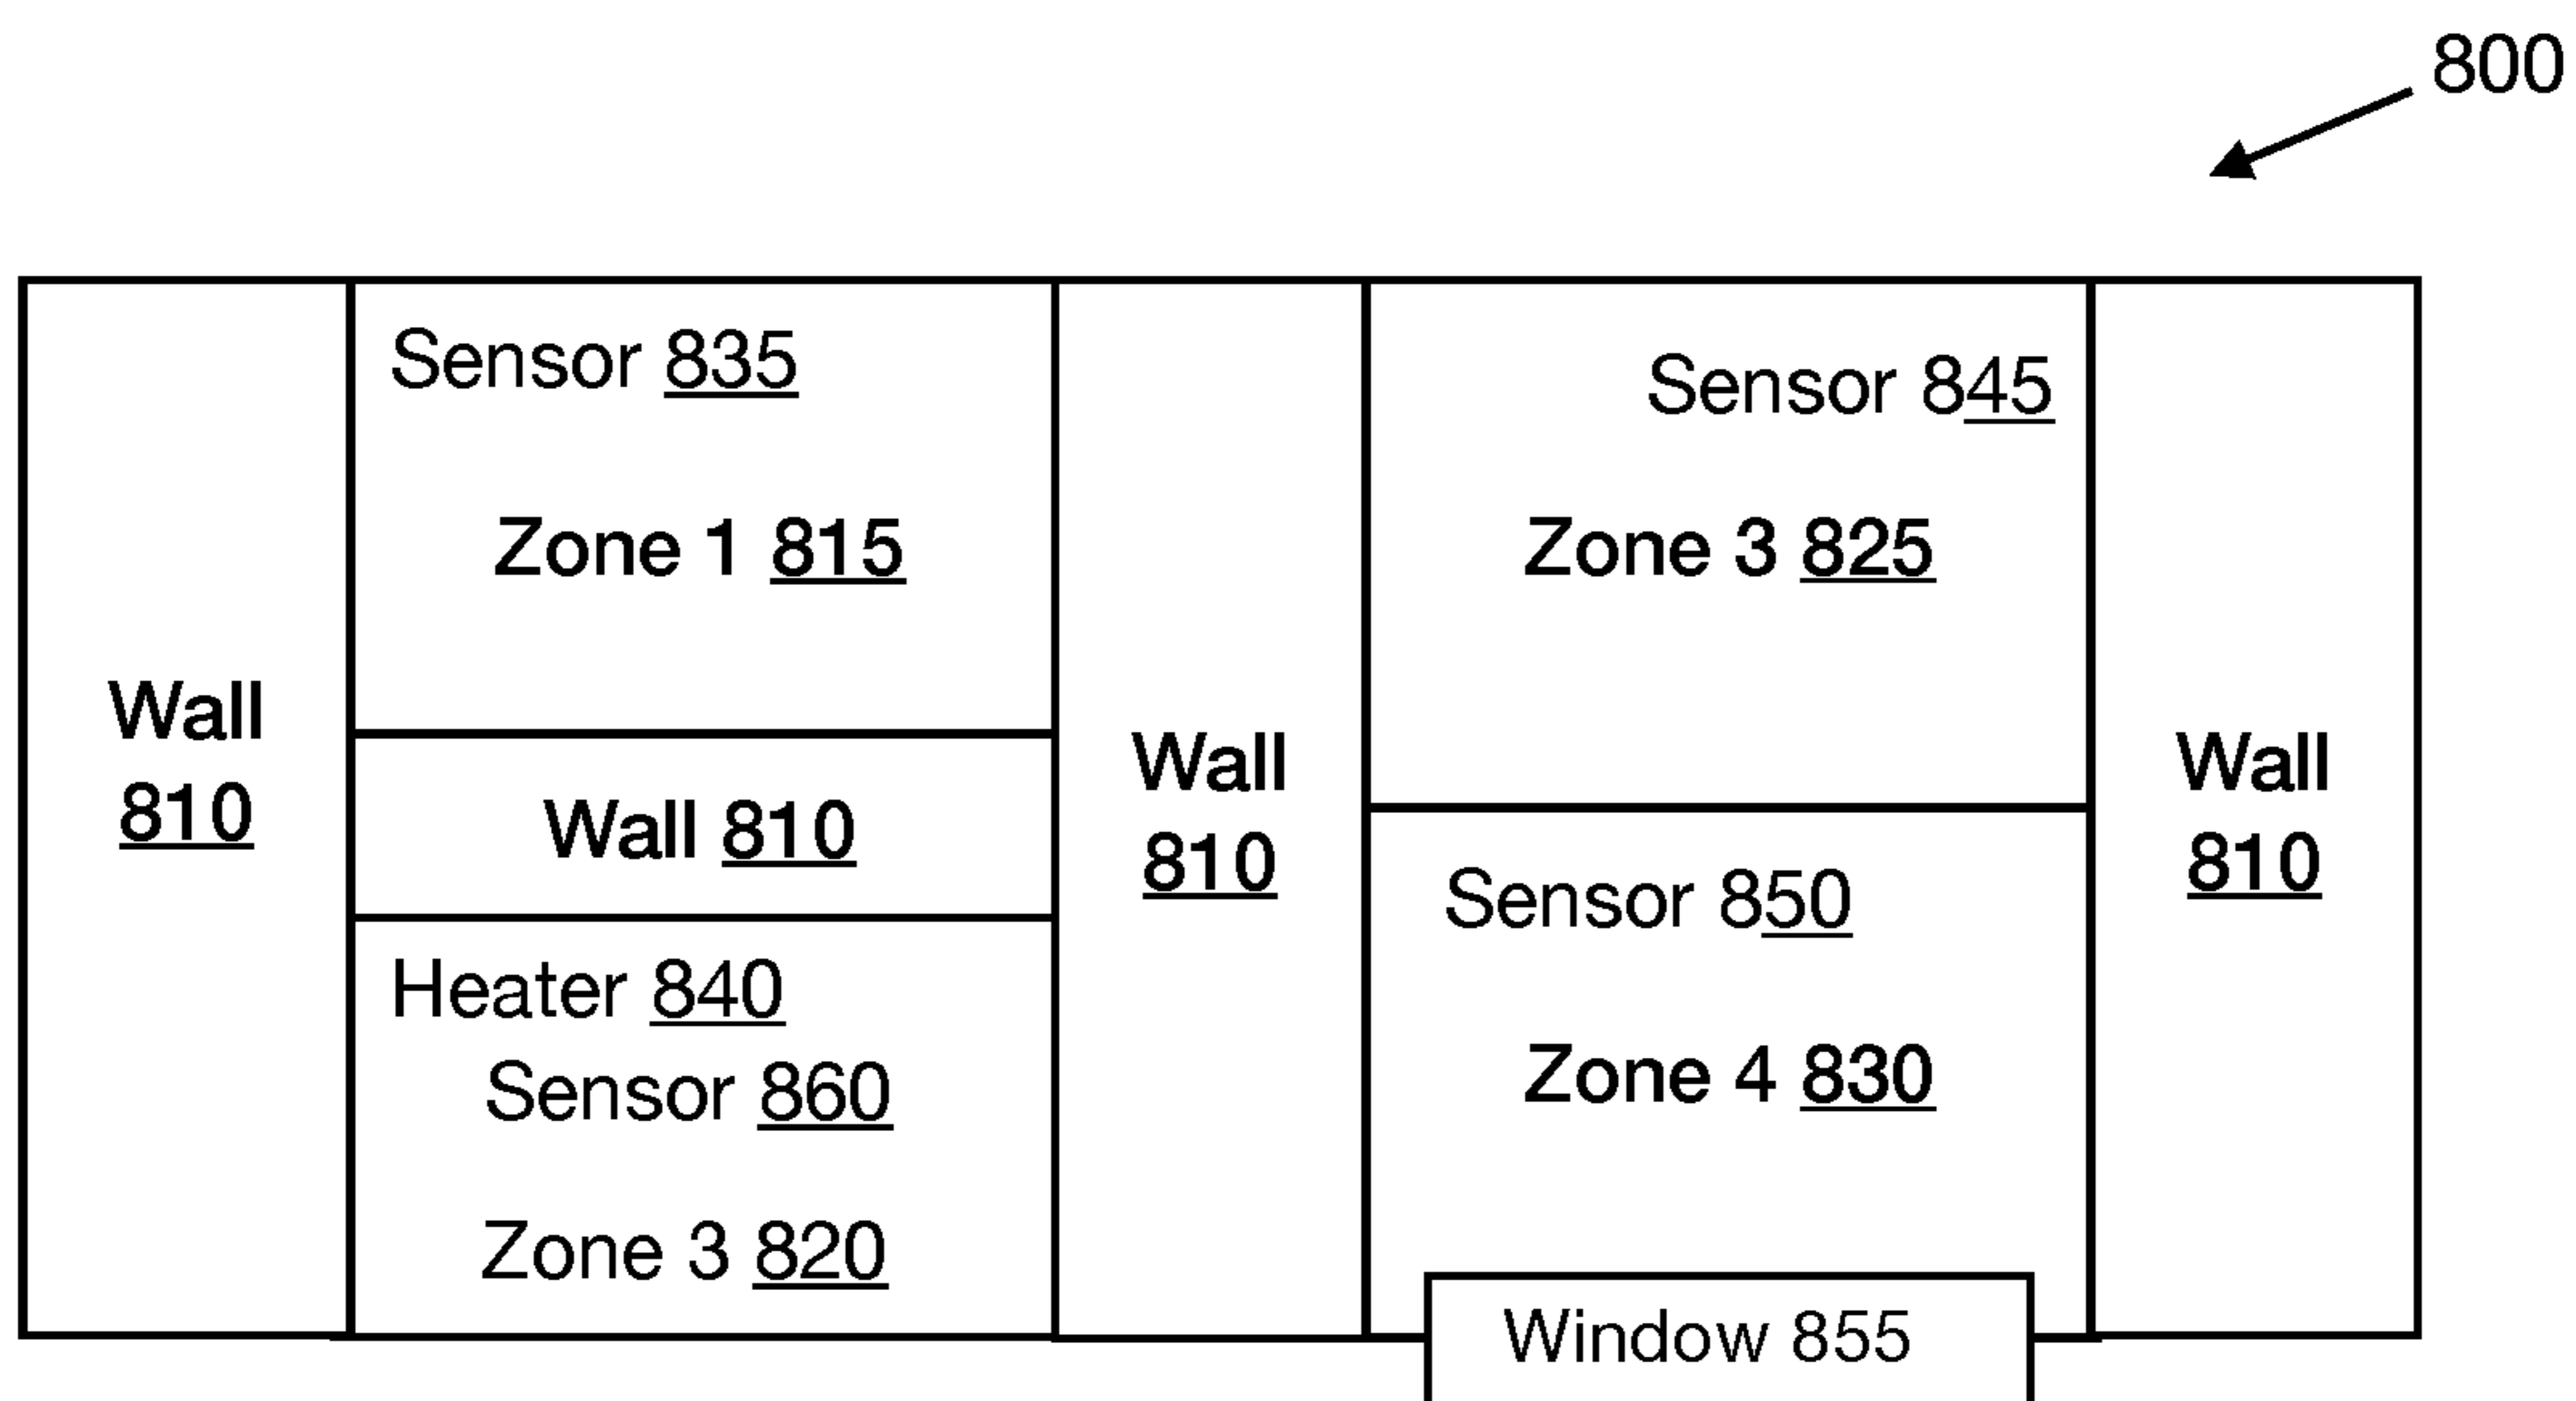 800
Sensor 835
Zone 1 815
Sensor 845
Zone 3 825
Wall
810
Wall 810
Wall
810
Wall
810
Heater 840
Sensor 860
Zone 3 820
Sensor 850
Zone 4 830
Window 855